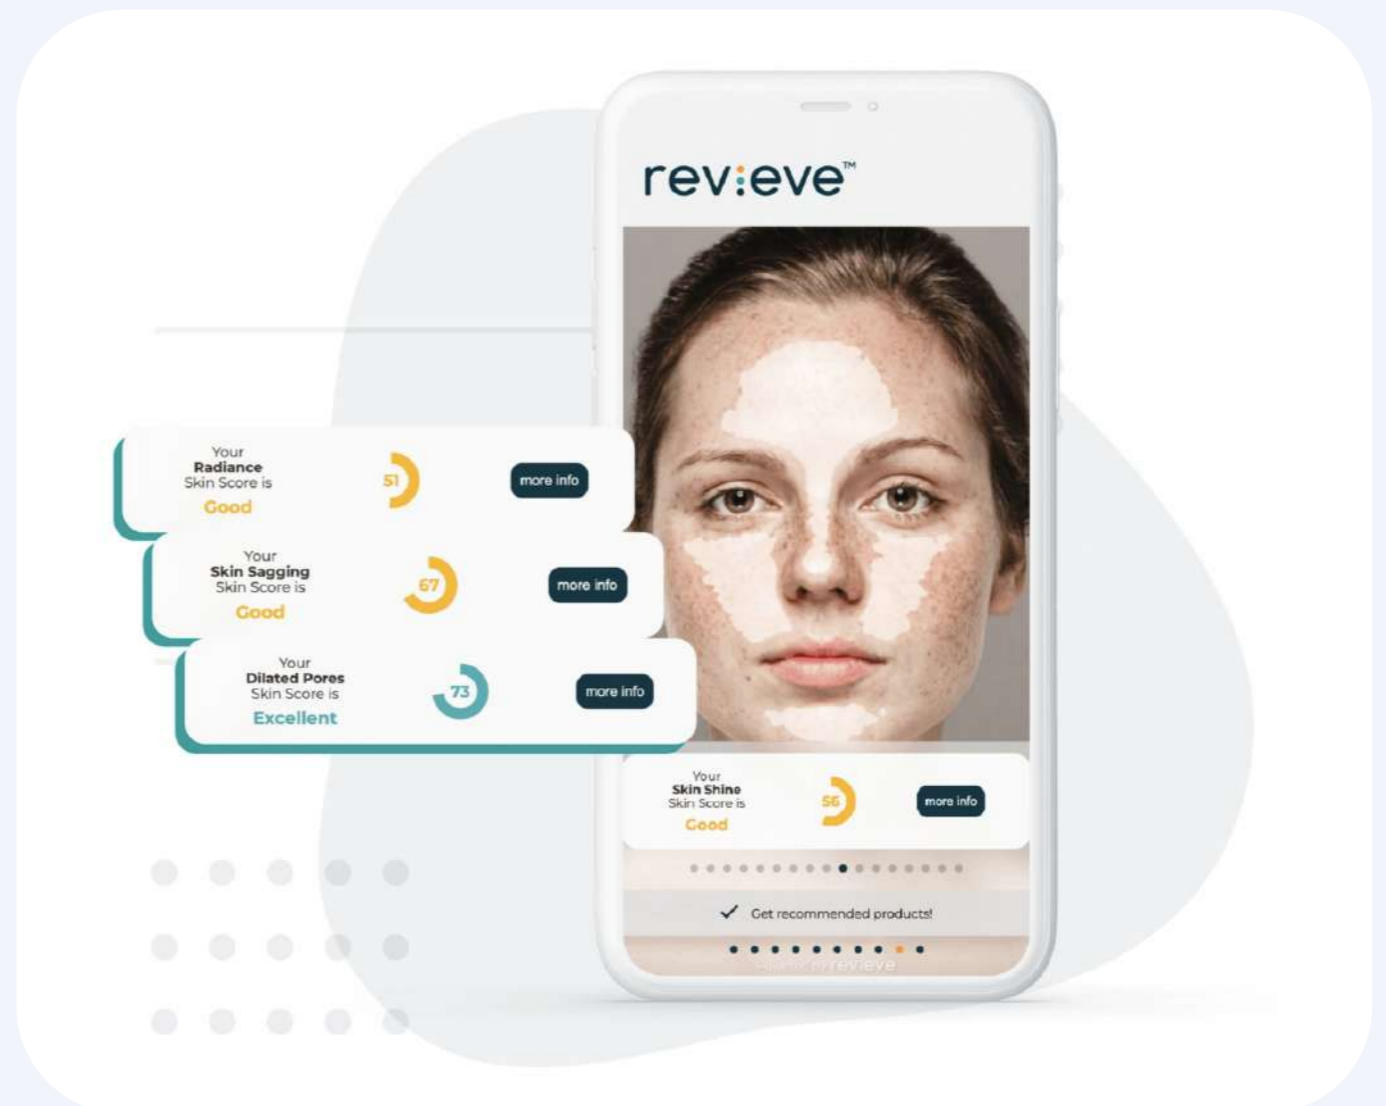 rev:eve™
Your
Radiance
Skin Score is
Good
51
more info
Your
Skin Sagging
Skin Score is
Good
67
more info
Your
Dilated Pores
Skin Score is
Excellent
73
more info
Your
Skin Shine
Skin Score is
Good
56
more info
Get recommended products!
by revieve